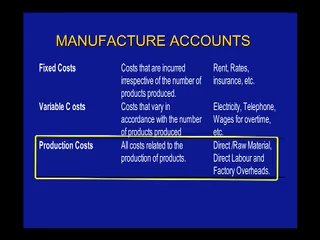 MANUFACTURE ACCOUNTS
Fixed Costs Costs that are incurred Rent, Rates,
irrespective of the number of insurance, etc.
products produced.
Variable C osts Costs that vary in Electricity, Telephone,
accordance with the number Wages for overtime,
of products produced etc.
Production Costs All costs related to the Direct /Raw Material,
production of products. Direct Labour and
Factory Overheads.